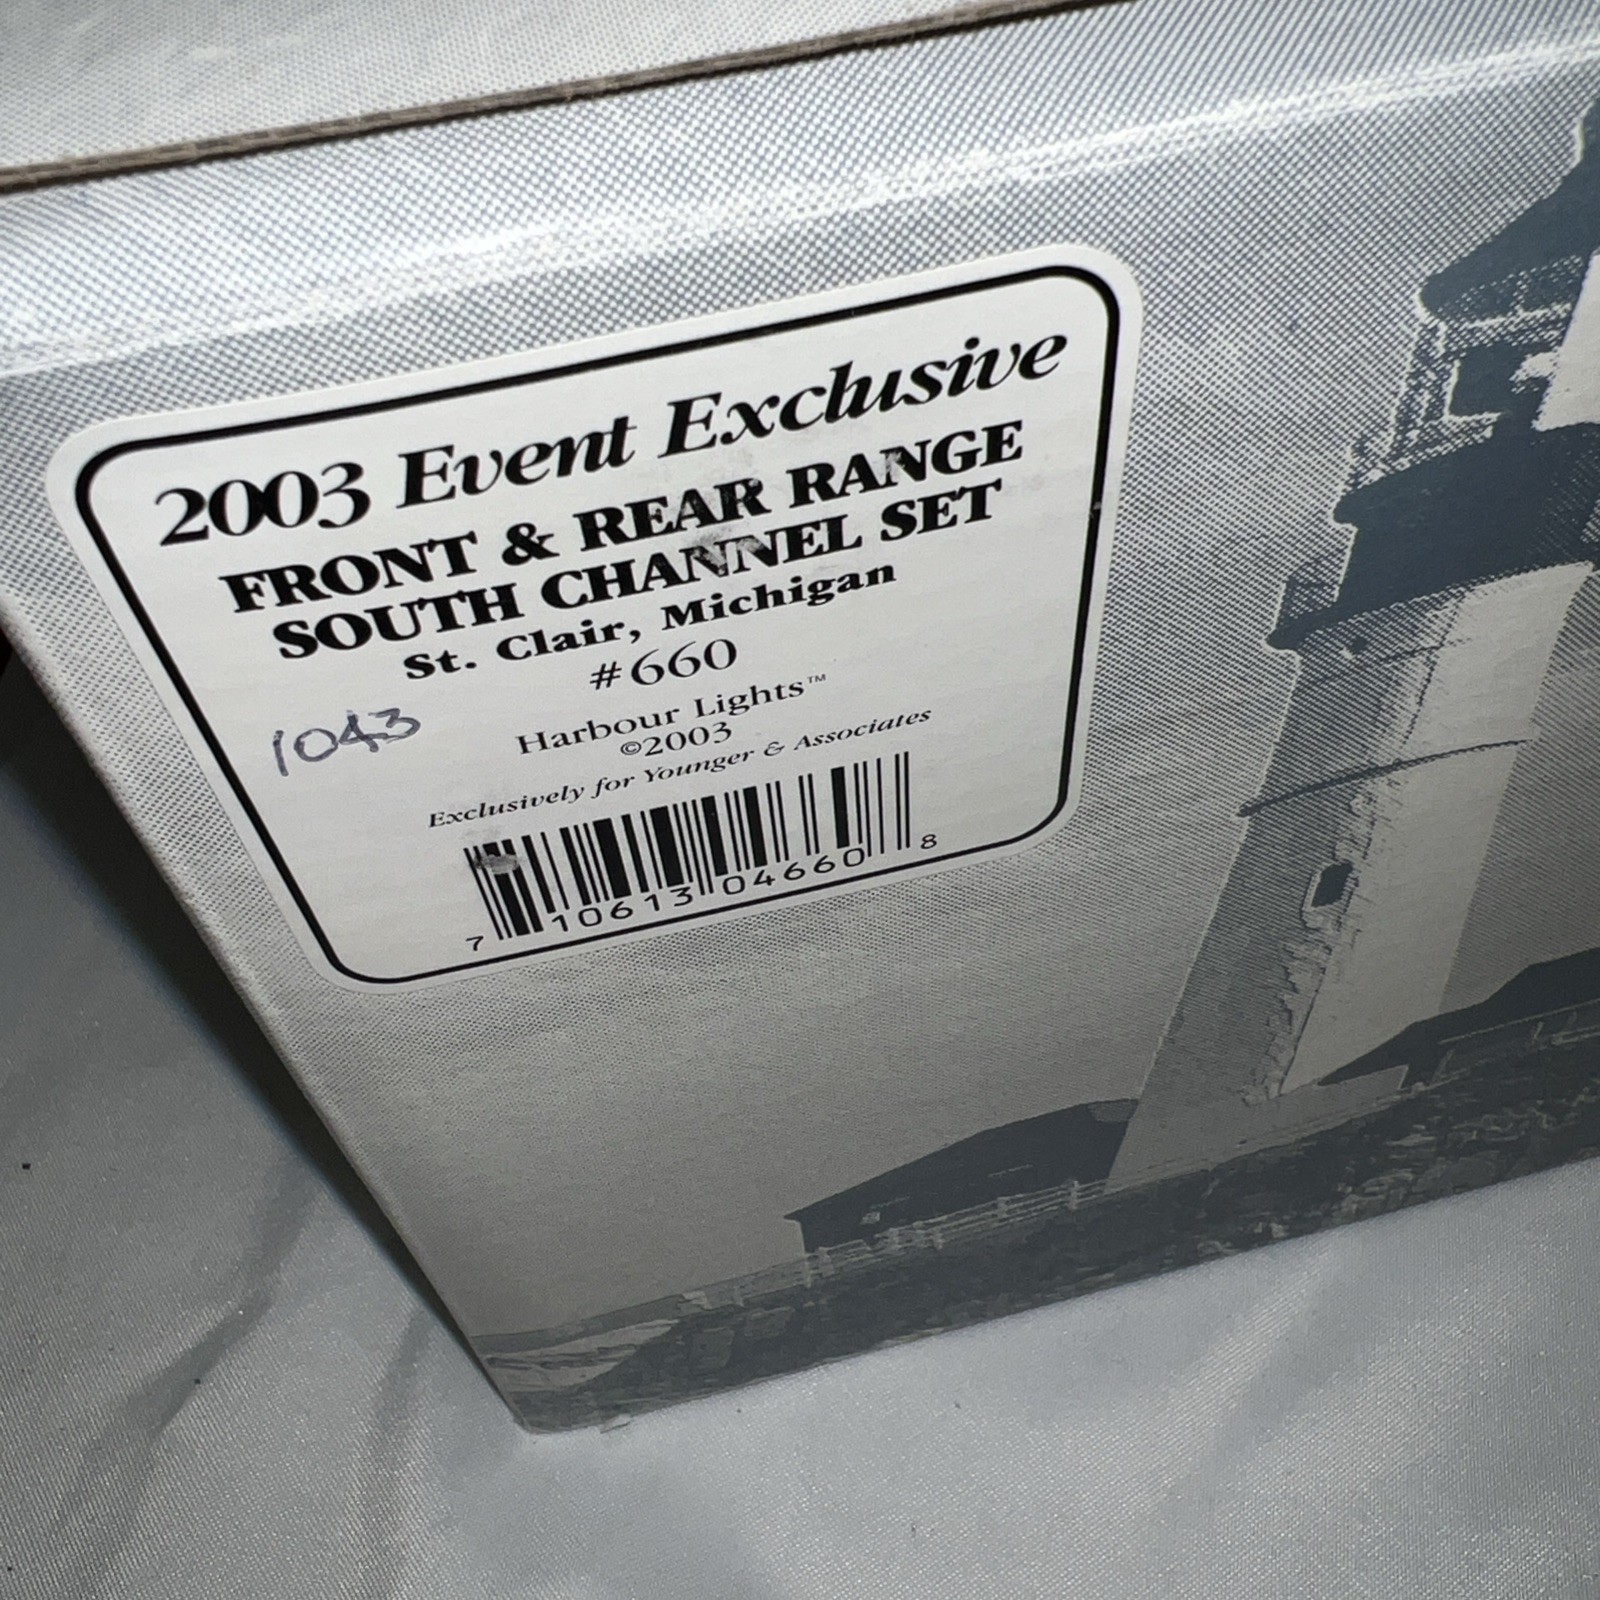 2003 Event Exclusive
FRONT & REAR RANGE
SOUTH CHANNEL SET
St. Clair, Michigan
#660
1043
Harbour Lights™
©2003
Exclusively for Younger & Associates
7 10613 04660 8